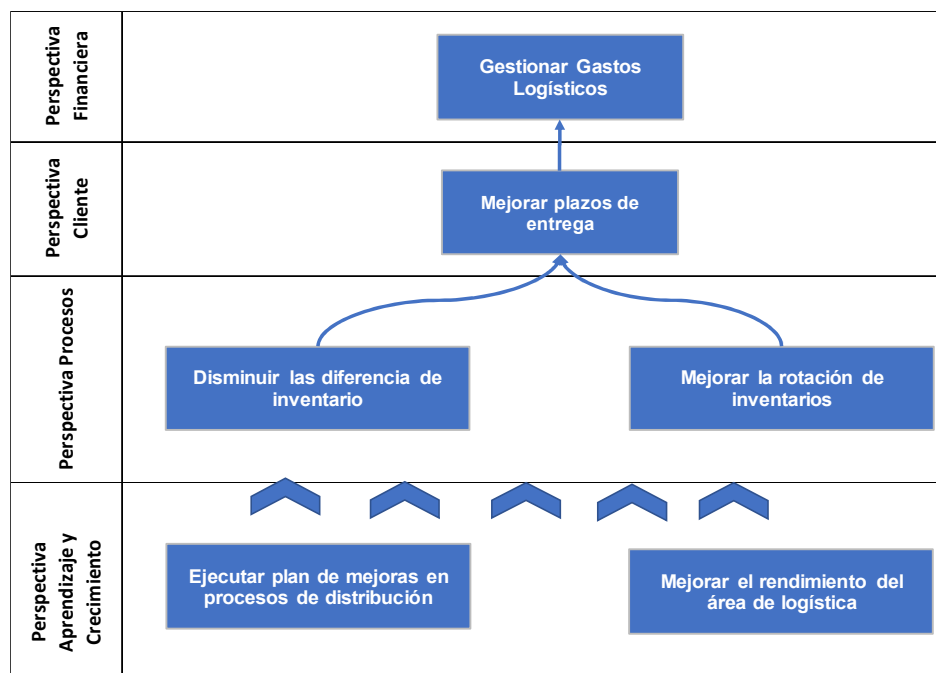 Perspectiva
Financiera
Gestionar Gastos
Logísticos
Perspectiva
Cliente
Mejorar plazos de
entrega
Perspectiva Procesos
Disminuir las diferencia de
inventario
Mejorar la rotación de
inventarios
Perspectiva
Aprendizaje y
Crecimiento
Ejecutar plan de mejoras en
procesos de distribución
Mejorar el rendimiento del
área de logística